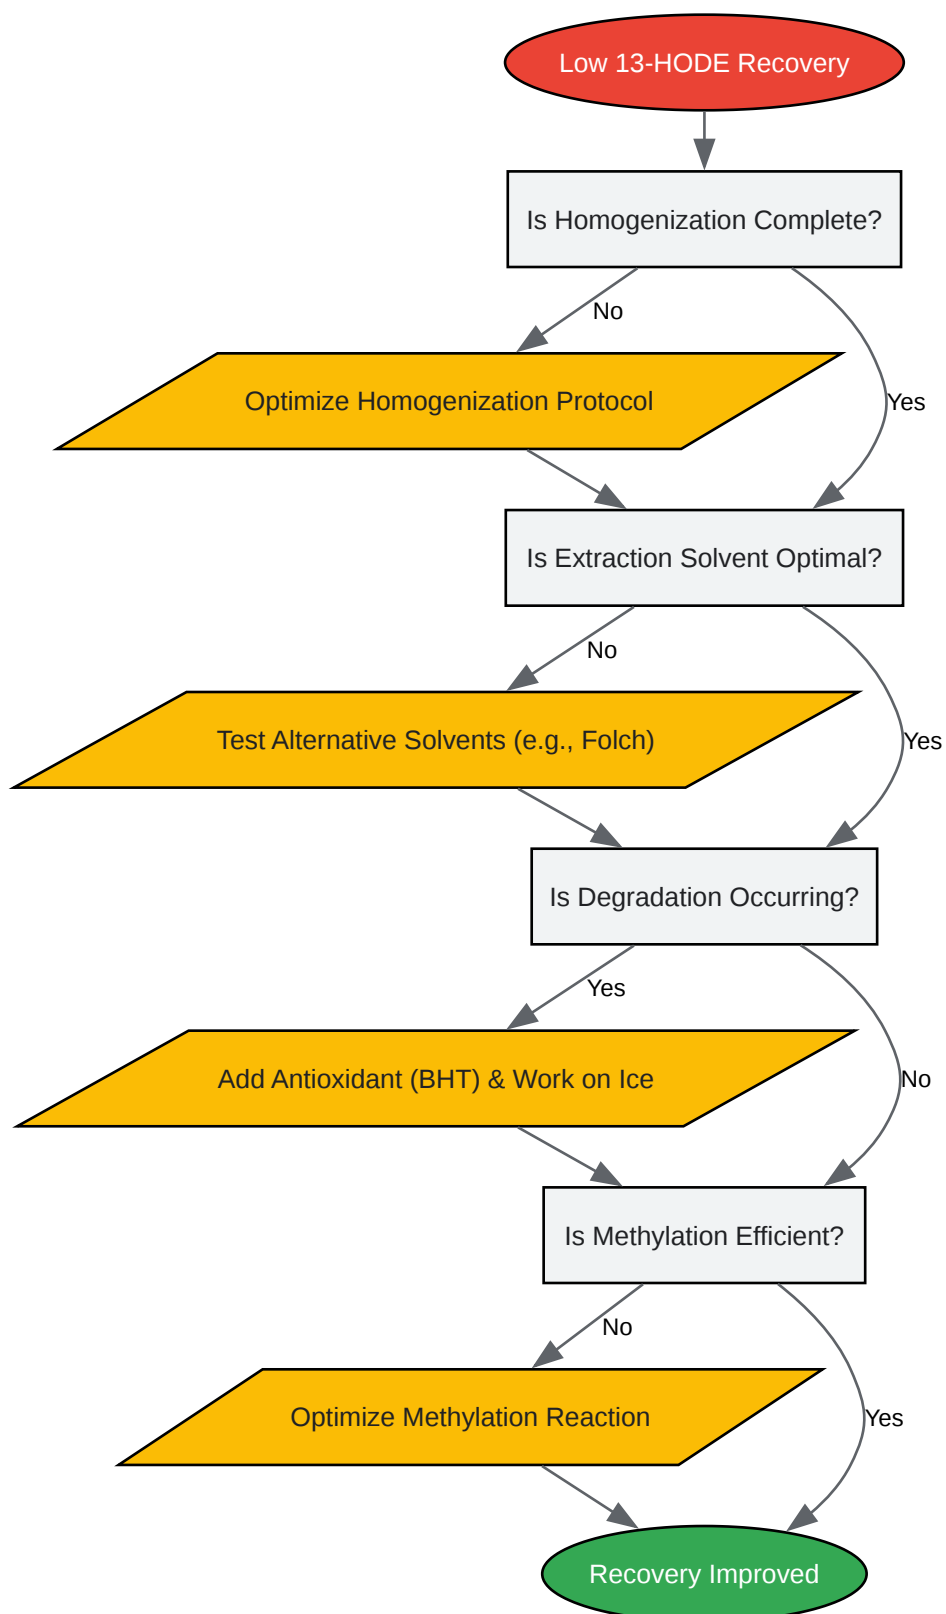 Low 13-HODE Recovery
Is Homogenization Complete?
No
Optimize Homogenization Protocol
Yes
Is Extraction Solvent Optimal?
No
Test Alternative Solvents (e.g., Folch)
Yes
Is Degradation Occurring?
Yes
Add Antioxidant (BHT) & Work on Ice
No
Is Methylation Efficient?
No
Optimize Methylation Reaction
Yes
Recovery Improved